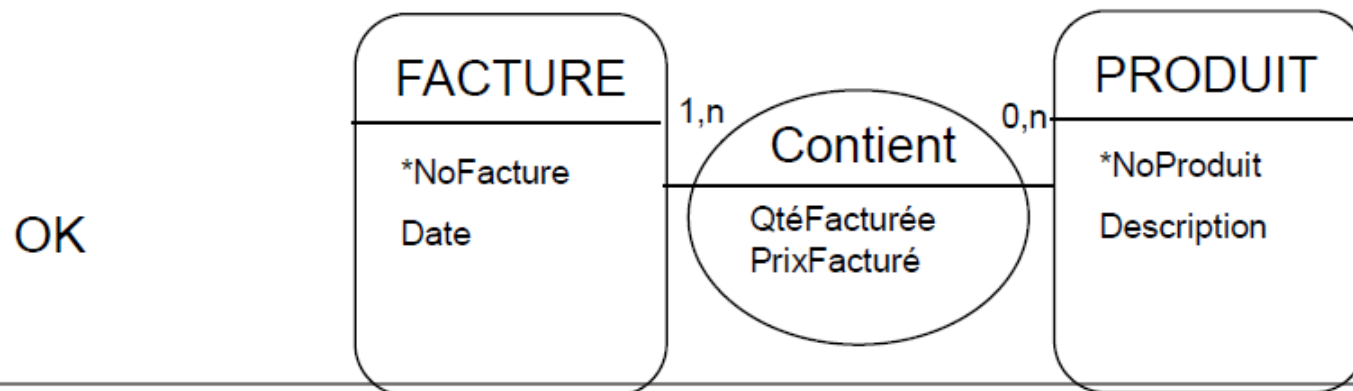 OK
FACTURE
*NoFacture
Date
1,n
Contient
QtéFacturée
PrixFacturé
0,n
PRODUIT
*NoProduit
Description